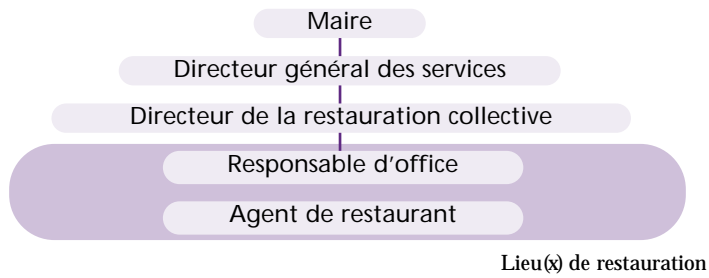 Maire
Directeur général des services
Directeur de la restauration collective
Responsable d'office
Agent de restaurant
Lieu(x) de restauration